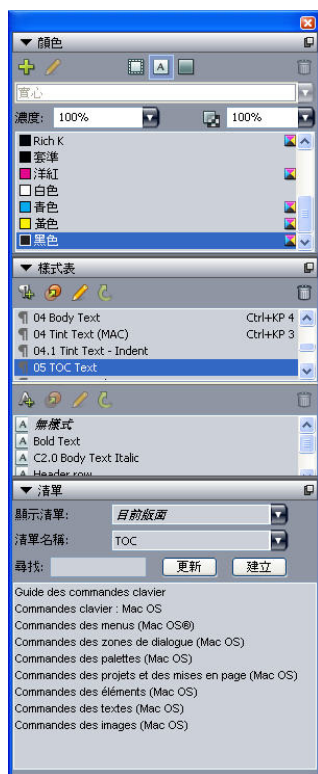 顏色
A
實心
濃度: 100% 100%
Rich K
套準
洋紅
白色
青色
黃色
黑色
樣式表
04 Body Text Ctrl+KP 4
04 Tint Text (MAC) Ctrl+KP 3
04.1 Tint Text - Indent
05 TOC Text
A 無樣式
A Bold Text
A C2.0 Body Text Italic
A Header row
清單
顯示清單: 目前版面
清單名稱: TOC
尋找: 更新 建立
Guide des commandes clavier
Commandes clavier : Mac OS
Commandes des menus (Mac OS®)
Commandes des zones de dialogue (Mac OS)
Commandes des palettes (Mac OS)
Commandes des projets et des mises en page (Mac OS)
Commandes des éléments (Mac OS)
Commandes des textes (Mac OS)
Commandes des images (Mac OS)